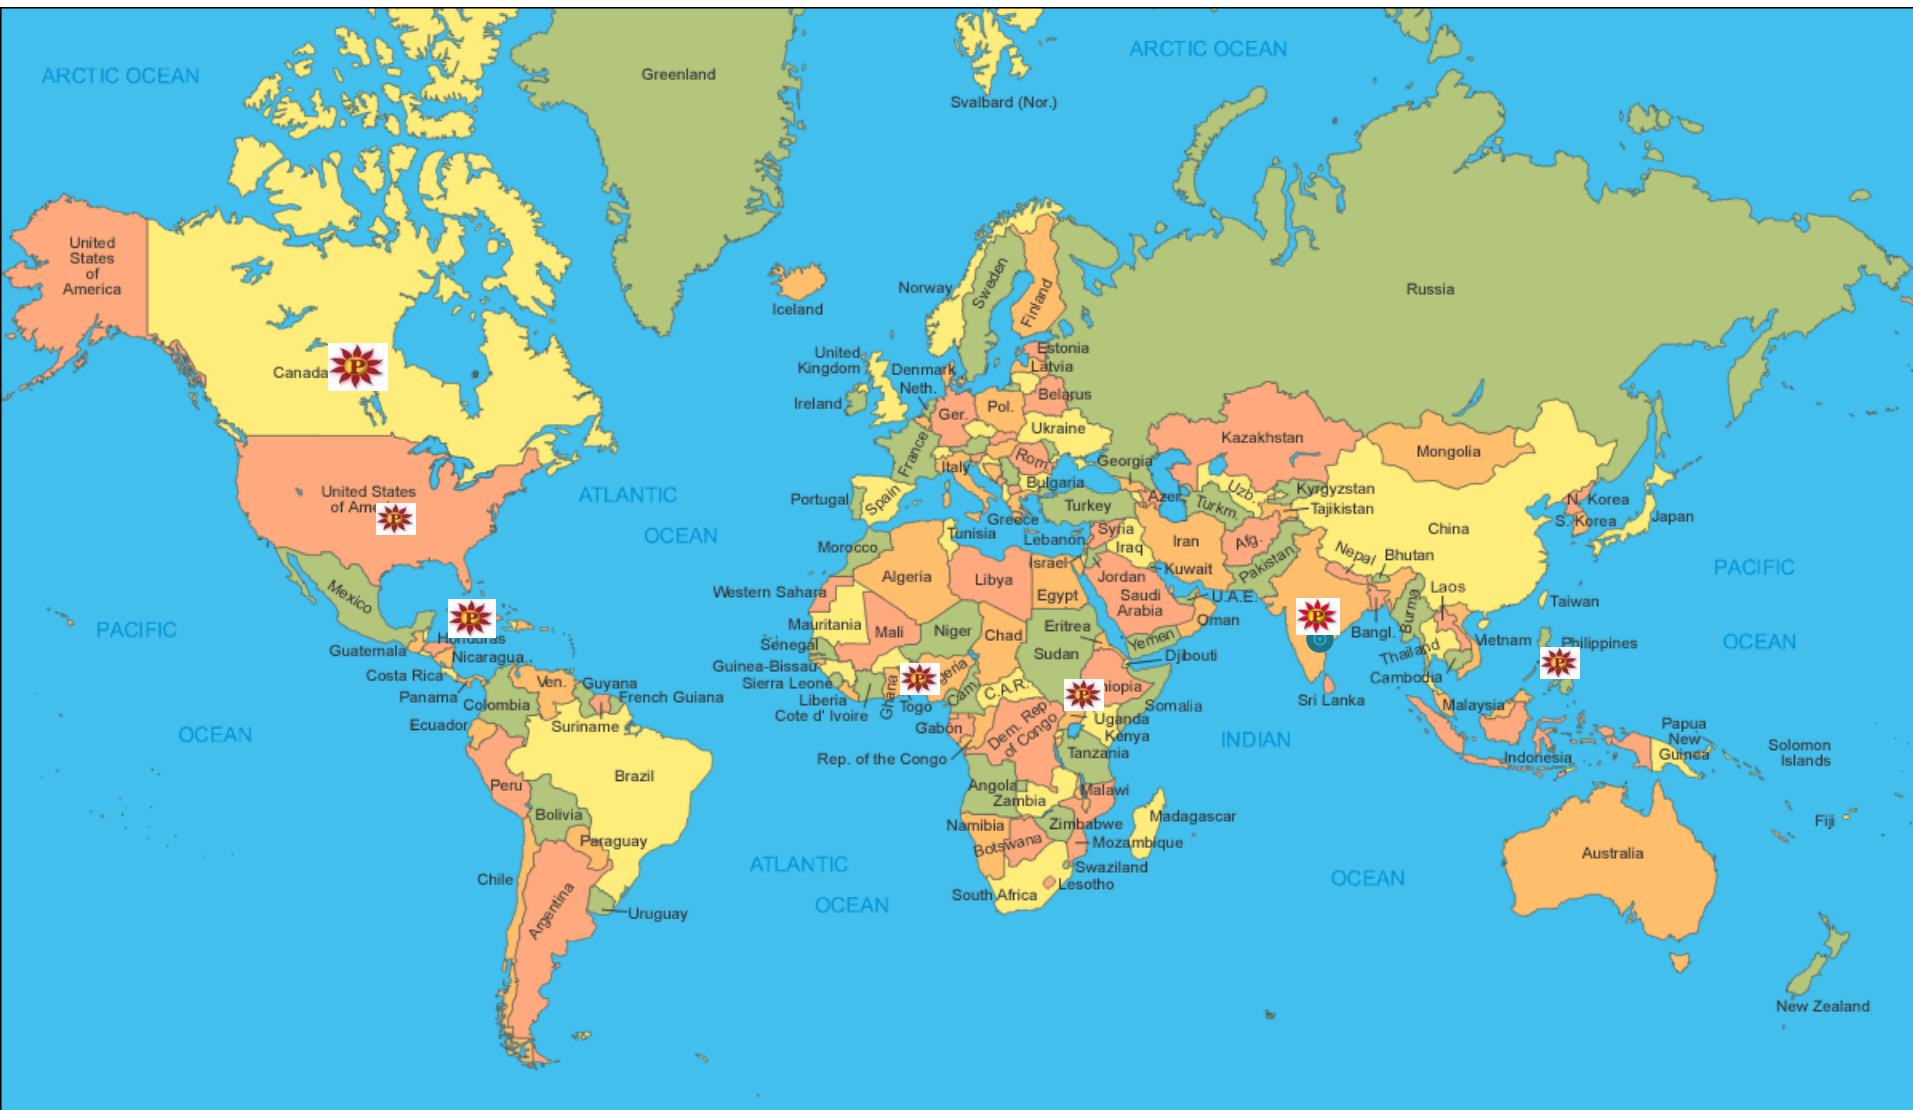 ARCTIC OCEAN
Greenland
ARCTIC OCEAN
Svalbard (Nor.)
United
States
of
America
Russia
Norway
Sweden
Finland
Iceland
Canada
P
United
Kingdom
Denmark
Neth.
Ireland
Estonia
Latvia
Belarus
Ger.
Pol.
Ukraine
France
Kazakhstan
Mongolia
Italy
Rom.
Georgia
Bulgaria
Portugal
Spain
United States
of Ame
P
ATLANTIC
OCEAN
Greece
Turkey
Azer.
Uzb.
Turkm.
Kyrgyzstan
Tajikistan
China
N. Korea
S. Korea
Japan
Morocco
Tunisia
Lebanon
Syria
Iraq
Iran
Afg.
Pakistan
Nepal
Bhutan
Israel
Jordan
Kuwait
PACIFIC
OCEAN
Mexico
Western Sahara
Algeria
Libya
Egypt
Saudi
Arabia
U.A.E.
Oman
Burma
Laos
Taiwan
PACIFIC
OCEAN
P
Honduras
Guatemala
Nicaragua
Costa Rica
Panama
Mauritania
Mali
Niger
Chad
Senegal
Guinea-Bissau
Sierra Leone
Liberia
Cote d' Ivoire
Ghana
Togo
P
geria
Cam.
C.A.R.
Eritrea
Sudan
Yemen
Djibouti
P
hiopia
Somalia
P
Bangl.
Sri Lanka
Thailand
Vietnam
Cambodia
Philippines
P
Malaysia
Indonesia
Papua
New
Guinea
Solomon
Islands
Ven.
Guyana
French Guiana
Colombia
Suriname
Ecuador
Peru
Brazil
Bolivia
Paraguay
Chile
Argentina
Uruguay
Gabon
Rep. of the Congo
Dem. Rep.
of Congo
Uganda
Kenya
Tanzania
Angola
Zambia
Malawi
Namibia
Botswana
Zimbabwe
Mozambique
Madagascar
Swaziland
Lesotho
South Africa
INDIAN
OCEAN
ATLANTIC
OCEAN
Australia
Fiji
New Zealand